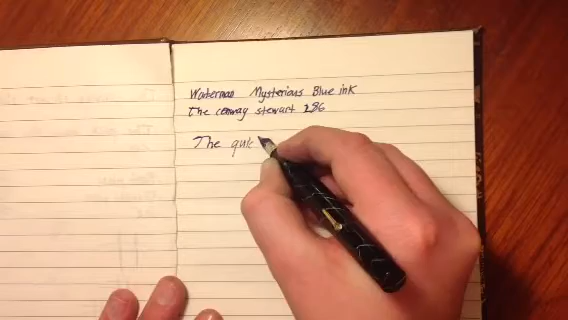 Waterman Mysterious Blue ink
The conway stewart 286
The quic